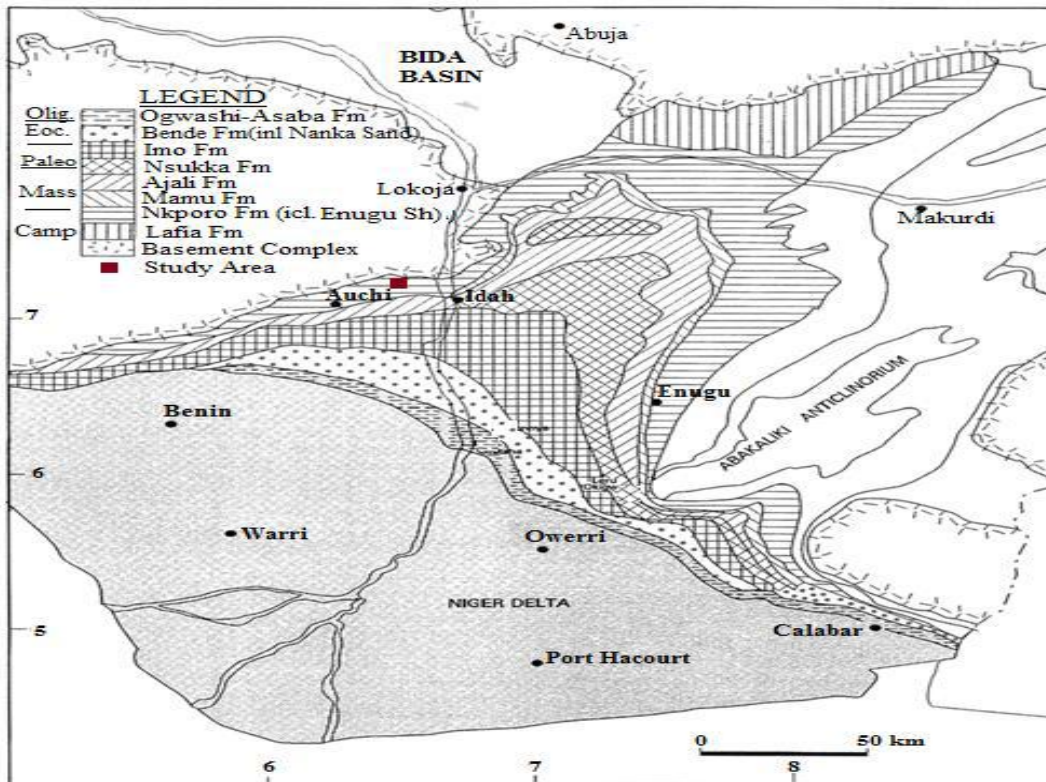 Abuja
BIDA
BASIN
LEGEND
Olig. Ogwashi-Asaba Fm
Eoc. Bende Fm(inl Nanka Sand)
Imo Fm
Paleo Nsukka Fm
Ajali Fm
Mass Mamu Fm
Nkporo Fm (icl. Enugu Sh)
Camp Lafia Fm
Basement Complex
Study Area
Lokoja
Makurdi
Auchi
Idah
7
Enugu
ABAKALIKI ANTICLINORIUM
Benin
6
Warri
Owerri
NIGER DELTA
5
Calabar
Port Hacourt
0 50 km
6 7 8